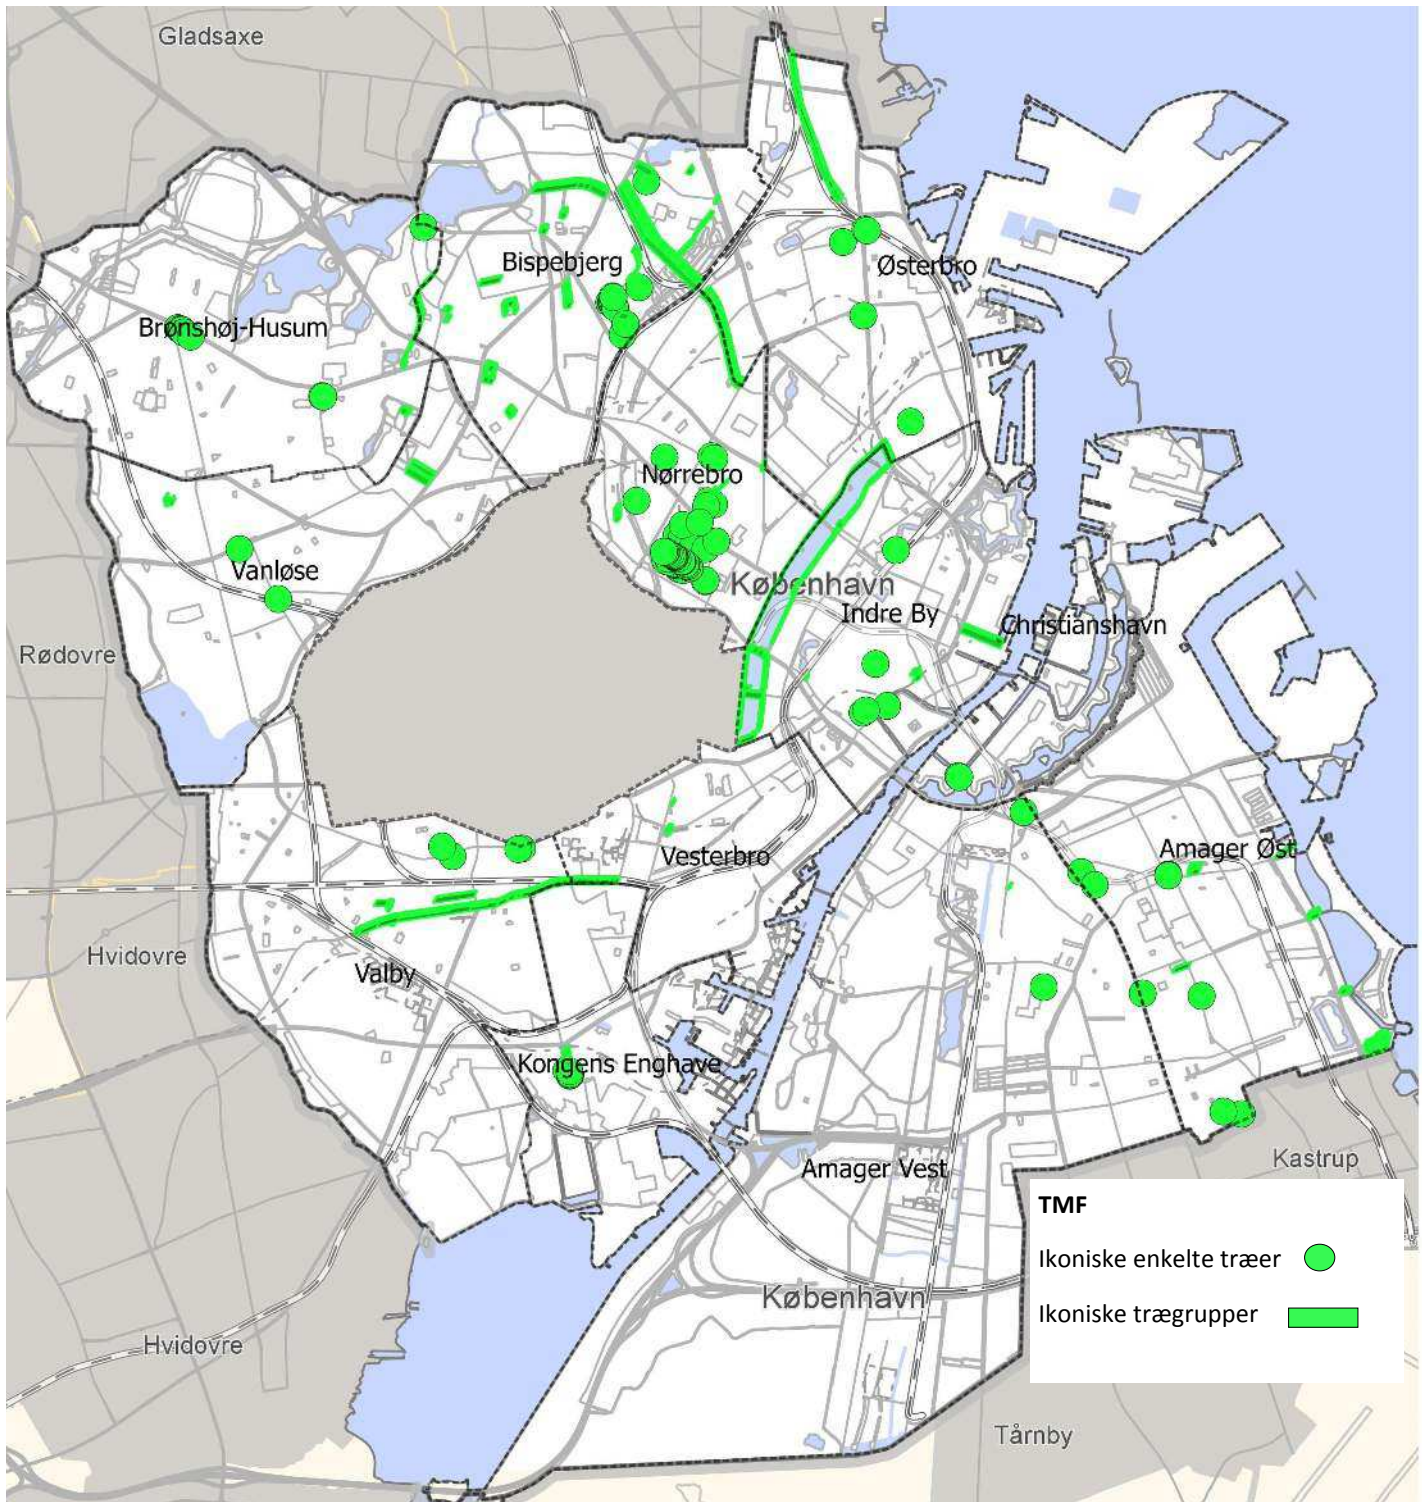 Gladsaxe
Bispebjerg
Østerbro
Brønshøj-Husum
Nørrebro
Vanløse
København
Indre By
Christianshavn
Rødovre
Vesterbro
Amager Øst
Hvidovre
Valby
Kongens Enghave
Amager Vest
Kastrup
TMF
Ikoniske enkelte træer
København
Ikoniske trægrupper
Hvidovre
Tårnby